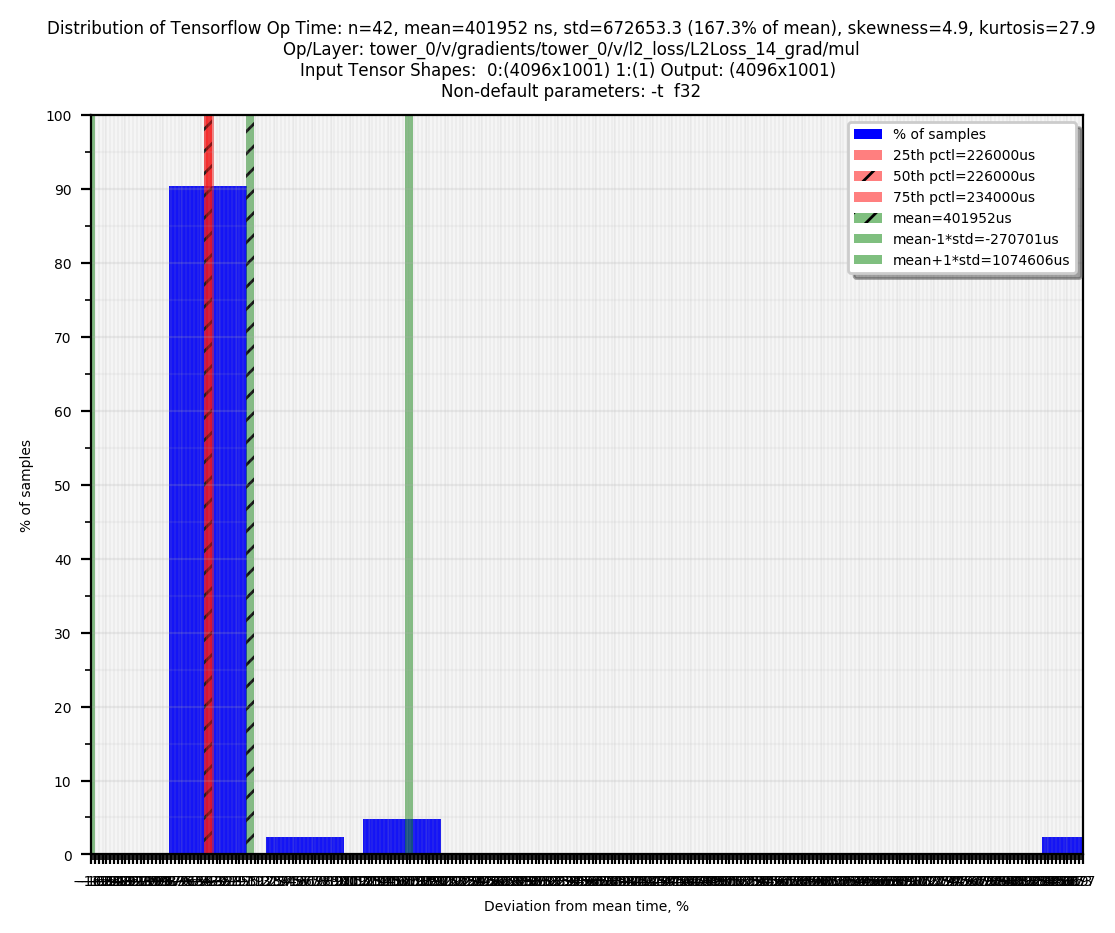 Distribution of Tensorflow Op Time: n=42, mean=401952 ns, std=672653.3 (167.3% of mean), skewness=4.9, kurtosis=27.9
Op/Layer: tower_0/v/gradients/tower_0/v/l2_loss/L2Loss_14_grad/mul
Input Tensor Shapes:  0:(4096x1001) 1:(1) Output: (4096x1001)
Non-default parameters: -t  f32
100
90
80
70
60
50
40
30
20
10
0
% of samples
% of samples
25th pctl=226000us
50th pctl=226000us
75th pctl=234000us
mean=401952us
mean-1*std=-270701us
mean+1*std=1074606us
Deviation from mean time, %